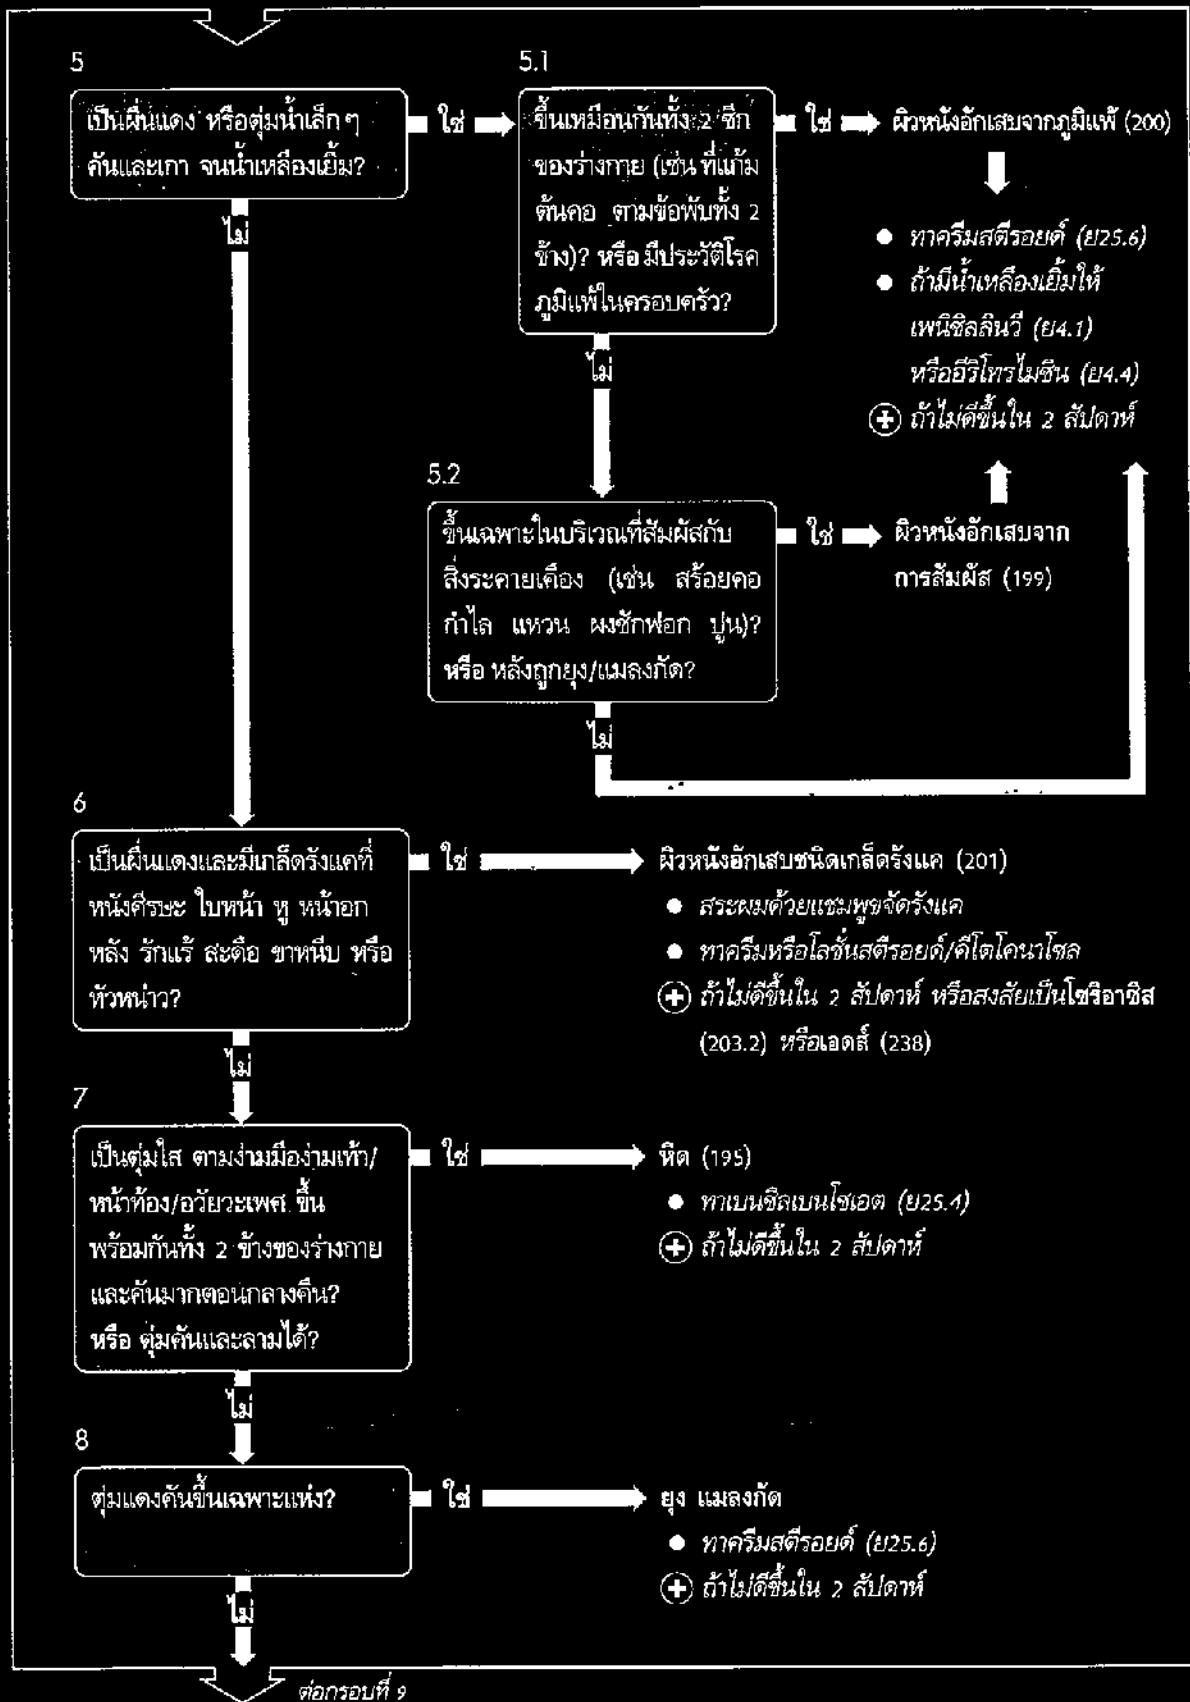 5
เป็นผื่นแดง หรือตุ่มน้ำเล็กๆ
คันและเกา จนน้ำเหลืองเยิ้ม?
ใช่
5.1
ขึ้นเหมือนกันทั้ง 2 ซีก
ของร่างกาย (เช่น ที่แก้ม
ต้นคอ ตามข้อพับทั้ง 2
ข้าง)? หรือ มีประวัติโรค
ภูมิแพ้ในครอบครัว?
ใช่
ผิวหนังอักเสบจากภูมิแพ้ (200)
ทาครีมสตีรอยด์ (ย25.6)
ถ้ามีน้ำเหลืองเยิ้มให้
เพนิซิลลินวี (ย4.1)
หรืออีริโทรไมซิน (ย4.4)
ถ้าไม่ดีขึ้นใน 2 สัปดาห์
ไม่
ไม่
5.2
ขึ้นเฉพาะในบริเวณที่สัมผัสกับ
สิ่งระคายเคือง (เช่น สร้อยคอ
กำไล แหวน ผงซักฟอก ปูน)?
หรือ หลังถูกยุง/แมลงกัด?
ใช่
ผิวหนังอักเสบจาก
การสัมผัส (199)
ไม่
6
เป็นผื่นแดงและมีเกล็ดรังแคที่
หนังศีรษะ ใบหน้า หู หน้าอก
หลัง รักแร้ สะดือ ขาหนีบ หรือ
หัวหน่าว?
ใช่
ผิวหนังอักเสบชนิดเกล็ดรังแค (201)
สระผมด้วยแชมพูขจัดรังแค
ทาครีมหรือโลชั่นสตีรอยด์/คีโตโคนาโซล
ถ้าไม่ดีขึ้นใน 2 สัปดาห์ หรือสงสัยเป็นโซริอาซิส
(203.2) หรือเอดส์ (238)
ไม่
7
เป็นตุ่มใส ตามง่ามมือง่ามเท้า/
หน้าท้อง/อวัยวะเพศ ขึ้น
พร้อมกันทั้ง 2 ข้างของร่างกาย
และคันมากตอนกลางคืน?
หรือ ตุ่มคันและลามได้?
ใช่
หิด (195)
ทาเบนซิลเบนโซเอต (ย25.4)
ถ้าไม่ดีขึ้นใน 2 สัปดาห์
ไม่
8
ตุ่มแดงคันขึ้นเฉพาะแห่ง?
ใช่
ยุง แมลงกัด
ทาครีมสตีรอยด์ (ย25.6)
ถ้าไม่ดีขึ้นใน 2 สัปดาห์
ไม่
ต่อกรอบที่ 9